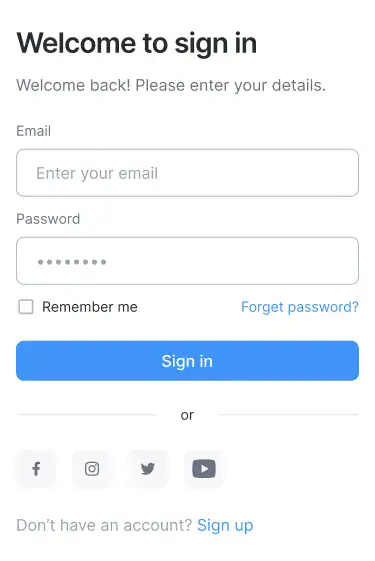 Welcome to sign in
Welcome back! Please enter your details.
Email
Enter your email
Password
Remember me Forget password?
Sign in
or
Don't have an account? Sign up